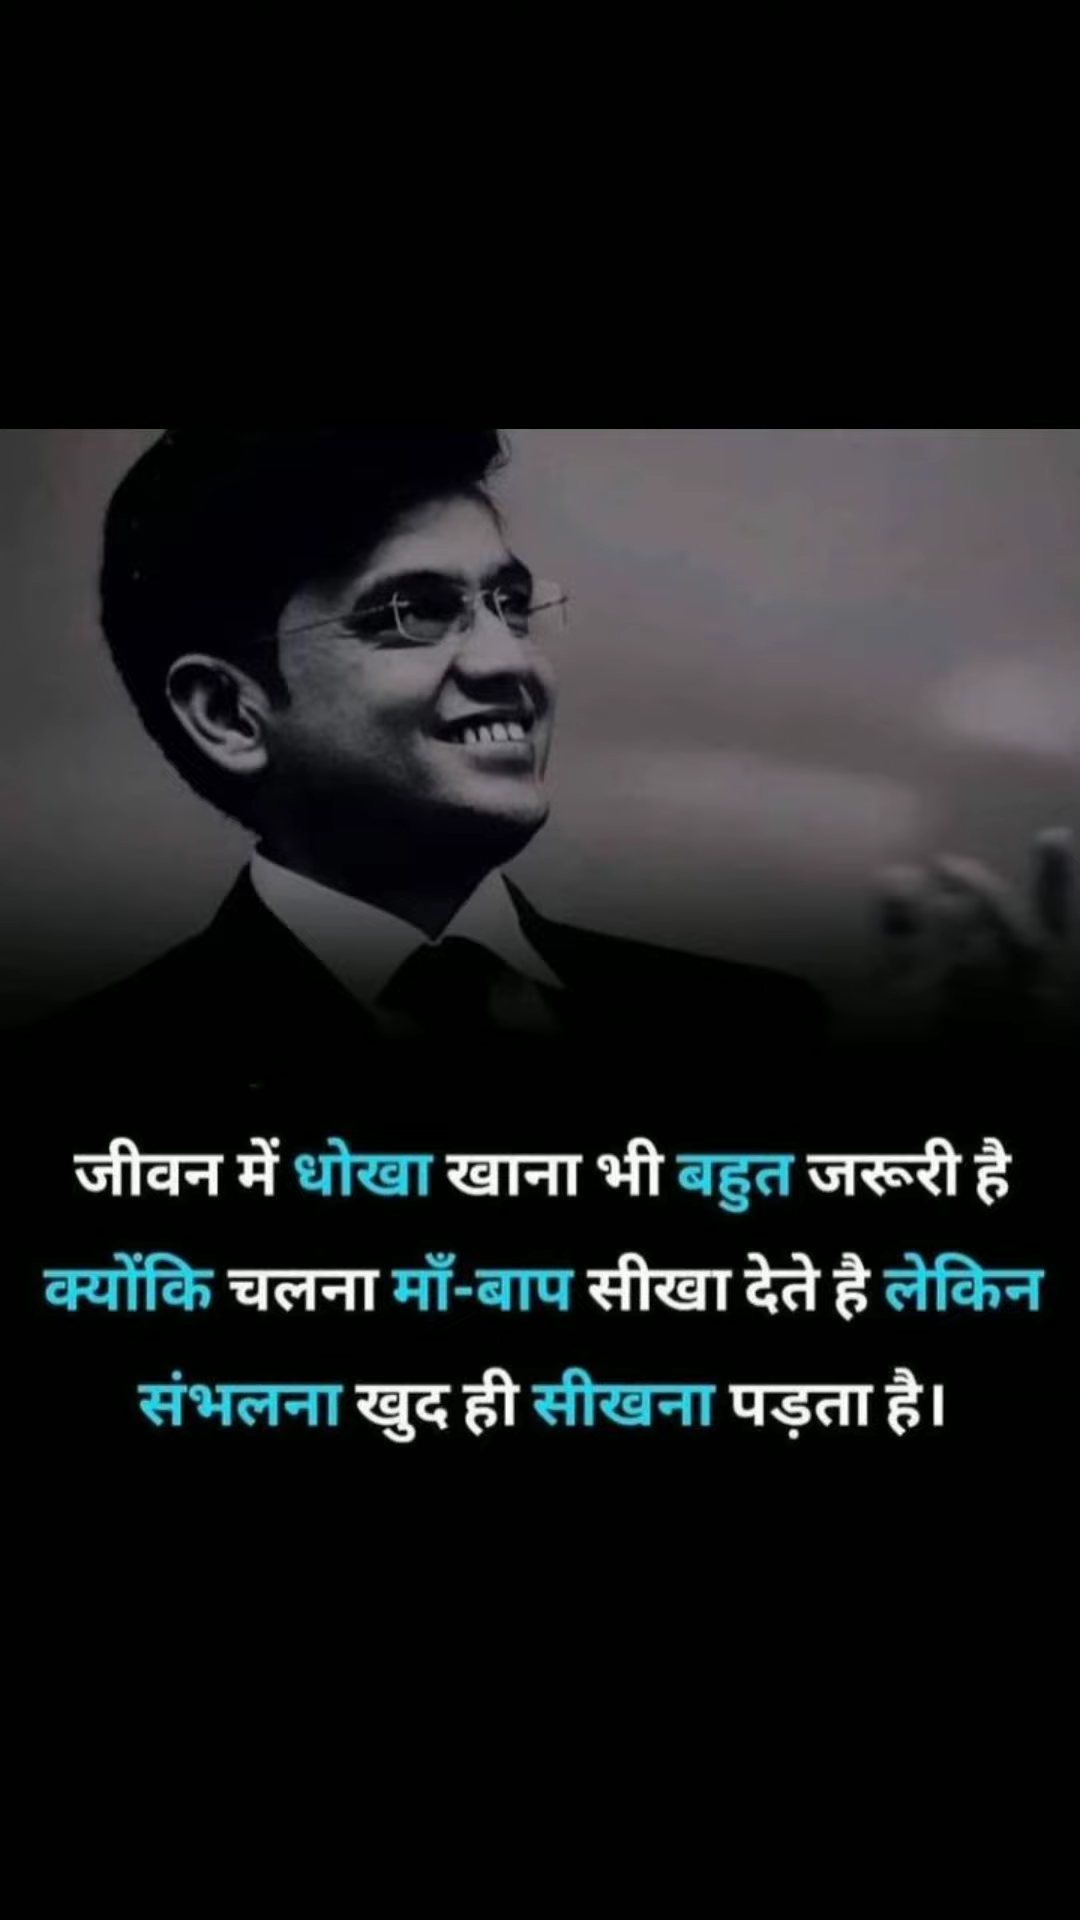 जीवन में धोखा खाना भी बहुत जरूरी है
क्योंकि चलना माँ-बाप सीखा देते है लेकिन
संभलना खुद ही सीखना पड़ता है।